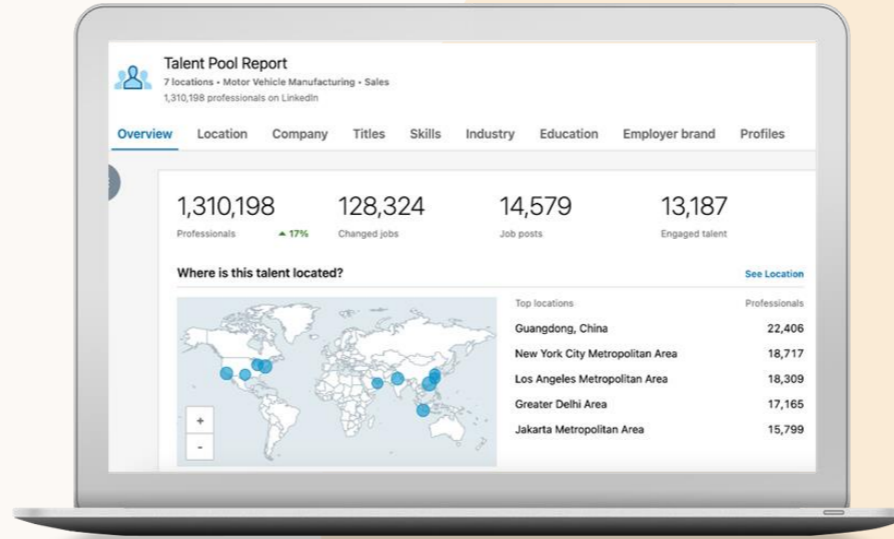 Talent Pool Report
7 locations • Motor Vehicle Manufacturing • Sales
1,310,198 professionals on LinkedIn
Overview Location Company Titles Skills Industry Education Employer brand Profiles
1,310,198 128,324 14,579 13,187
Professionals ▲ 17% Changed jobs Job posts Engaged talent
Where is this talent located? See Location
Top locations Professionals
Guangdong, China 22,406
New York City Metropolitan Area 18,717
Los Angeles Metropolitan Area 18,309
Greater Delhi Area 17,165
Jakarta Metropolitan Area 15,799
+
-